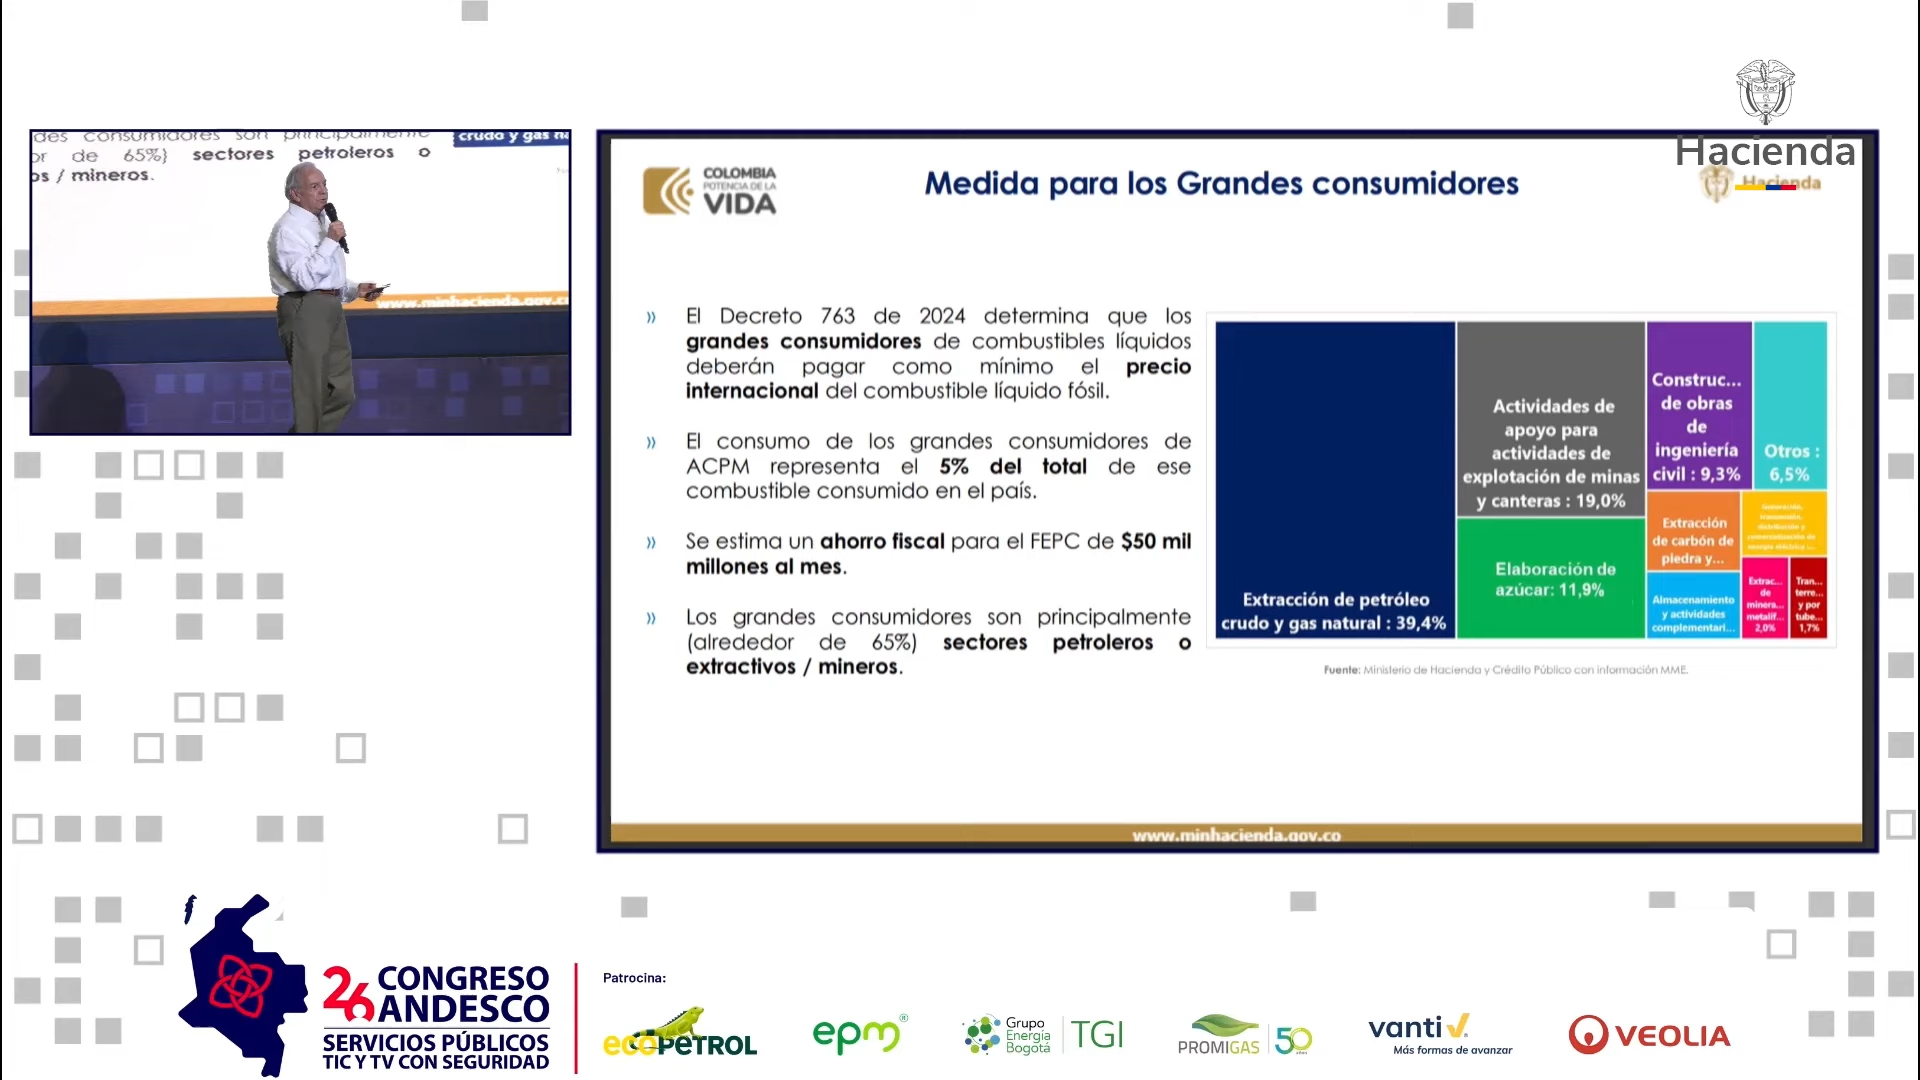 Hacienda
des consumidores son principalmente
or de 65%) sectores petroleros o
os / mineros.
crudo y gas na
www.minhacienda.gov.co
COLOMBIA
POTENCIA DE LA
VIDA
Medida para los Grandes consumidores
Hacienda
» El Decreto 763 de 2024 determina que los
grandes consumidores de combustibles líquidos
deberán pagar como mínimo el precio
internacional del combustible líquido fósil.
» El consumo de los grandes consumidores de
ACPM representa el 5% del total de ese
combustible consumido en el país.
» Se estima un ahorro fiscal para el FEPC de $50 mil
millones al mes.
» Los grandes consumidores son principalmente
(alrededor de 65%) sectores petroleros o
extractivos / mineros.
Extracción de petróleo
crudo y gas natural : 39,4%
Actividades de
apoyo para
actividades de
explotación de minas
y canteras : 19,0%
Elaboración de
azúcar: 11,9%
Construc...
de obras
de
ingeniería
civil : 9,3%
Otros :
6,5%
Extracción
de carbón de
piedra y...
Almacenamiento
y actividades
complementari...
Extrac...
de
minera...
metalíf...
2,0%
Tran...
terre...
y por
tube...
1,7%
Fuente: Ministerio de Hacienda y Crédito Público con información MME.
www.minhacienda.gov.co
26 CONGRESO
ANDESCO
SERVICIOS PÚBLICOS
TIC Y TV CON SEGURIDAD
Patrocina:
ecoPETROL
epm®
Grupo
Energía
Bogotá
TGI
PROMIGAS
50
vanti
Más formas de avanzar
VEOLIA